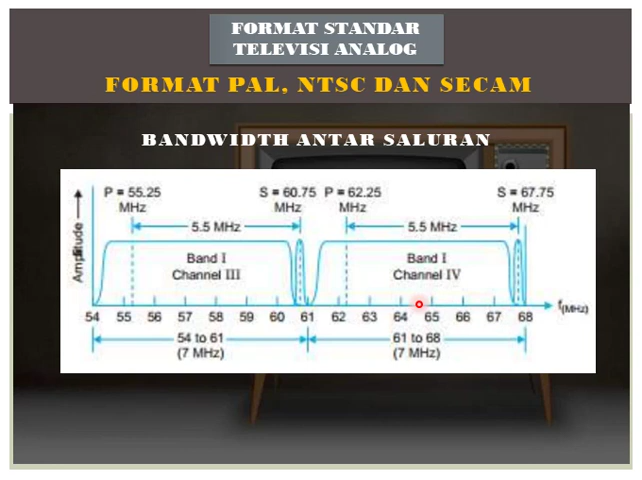 FORMAT STANDAR
TELEVISI ANALOG
FORMAT PAL, NTSC DAN SECAM
BANDWIDTH ANTAR SALURAN
P = 55.25 MHz
S = 60.75 MHz
P = 62.25 MHz
S = 67.75 MHz
5.5 MHz
5.5 MHz
Amplitude
Band I
Channel III
Band I
Channel IV
54 55 56 57 58 59 60 61 62 63 64 65 66 67 68
f(MHz)
54 to 61
(7 MHz)
61 to 68
(7 MHz)